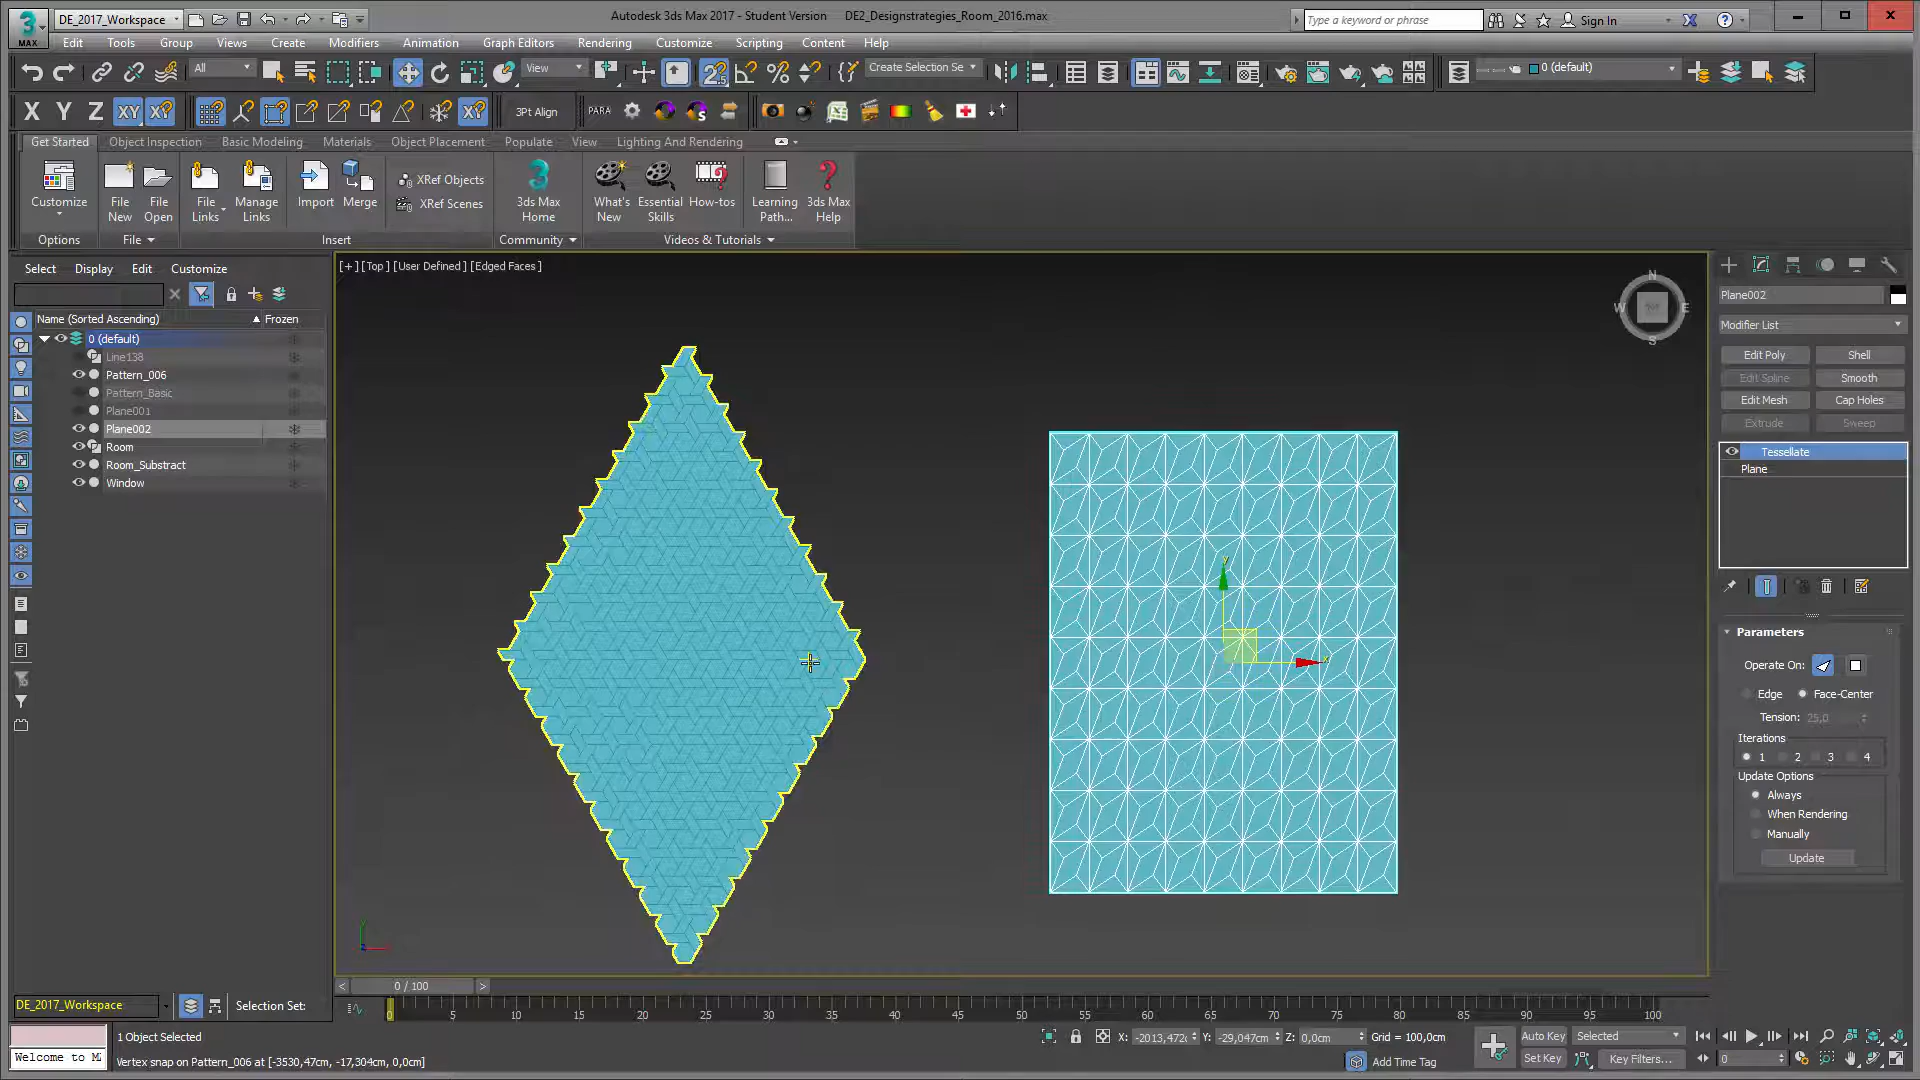 DE_2017_Workspace
Autodesk 3ds Max 2017 - Student Version DE2_Designstrategies_Room_2016.max
Type a keyword or phrase
Sign In
MAX
Edit Tools Group Views Create Modifiers Animation Graph Editors Rendering Customize Scripting Content Help
All
View
Create Selection Se
0 (default)
X Y Z XY XY
3Pt Align
PARA
Get Started Object Inspection Basic Modeling Materials Object Placement Populate View Lighting And Rendering
Customize
File New
File Open
File Links
Manage Links
Import
Merge
XRef Objects
XRef Scenes
3ds Max Home
What's New
Essential Skills
How-tos
Learning Path...
3ds Max Help
Options File Insert Community Videos & Tutorials
Select Display Edit Customize
[+] [Top ] [User Defined ] [Edged Faces ]
Name (Sorted Ascending) Frozen
0 (default)
Line138
Pattern_006
Pattern_Basic
Plane001
Plane002
Room
Room_Substract
Window
N
W E
S
y
x
Plane002
Modifier List
Edit Poly Shell
Edit Spline Smooth
Edit Mesh Cap Holes
Extrude Sweep
Tessellate
Plane
Parameters
Operate On:
Edge Face-Center
Tension: 25,0
Iterations
1 2 3 4
Update Options
Always
When Rendering
Manually
Update
< 0 / 100 >
DE_2017_Workspace Selection Set:
0 5 10 15 20 25 30 35 40 45 50 55 60 65 70 75 80 85 90 95 100
1 Object Selected
X: -2013,472c Y: -29,047cm Z: 0,0cm Grid = 100,0cm
Auto Key Selected
Welcome to MA
Vertex snap on Pattern_006 at [-3530,47cm, -17,304cm, 0,0cm]
Add Time Tag
Set Key Key Filters... 0